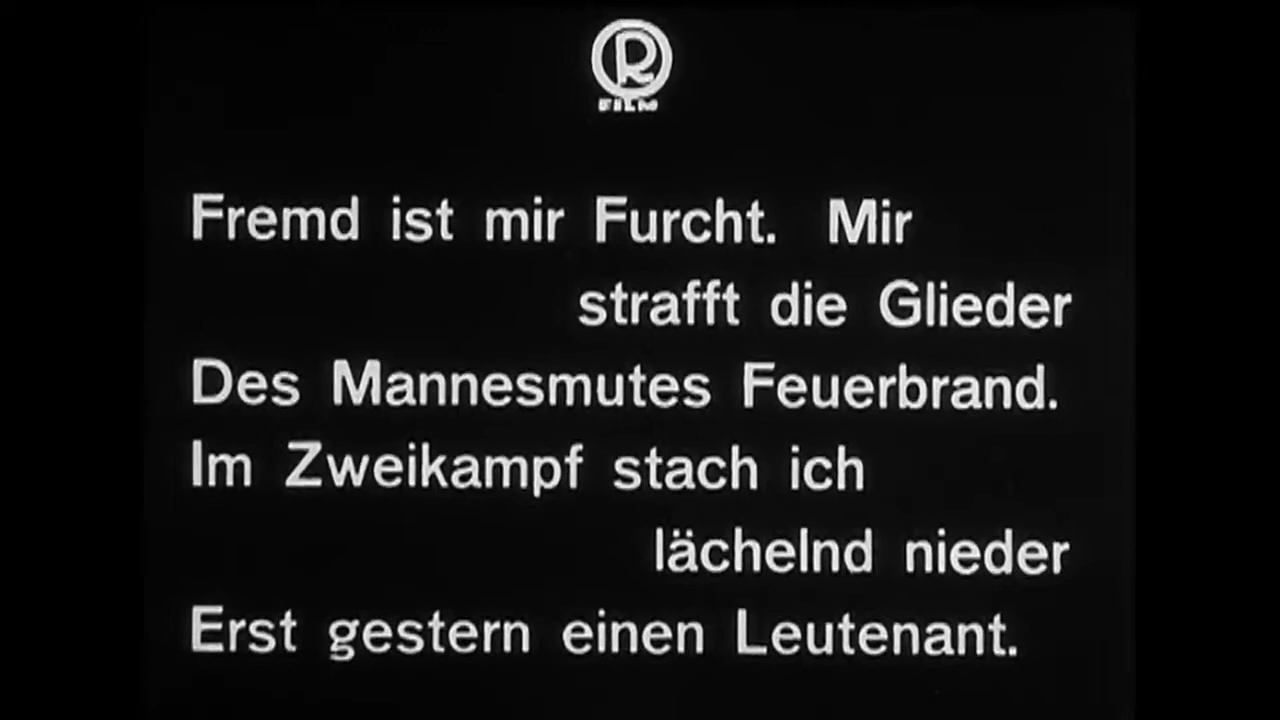 R
FILM
Fremd ist mir Furcht. Mir
strafft die Glieder
Des Mannesmutes Feuerbrand.
Im Zweikampf stach ich
lächelnd nieder
Erst gestern einen Leutenant.